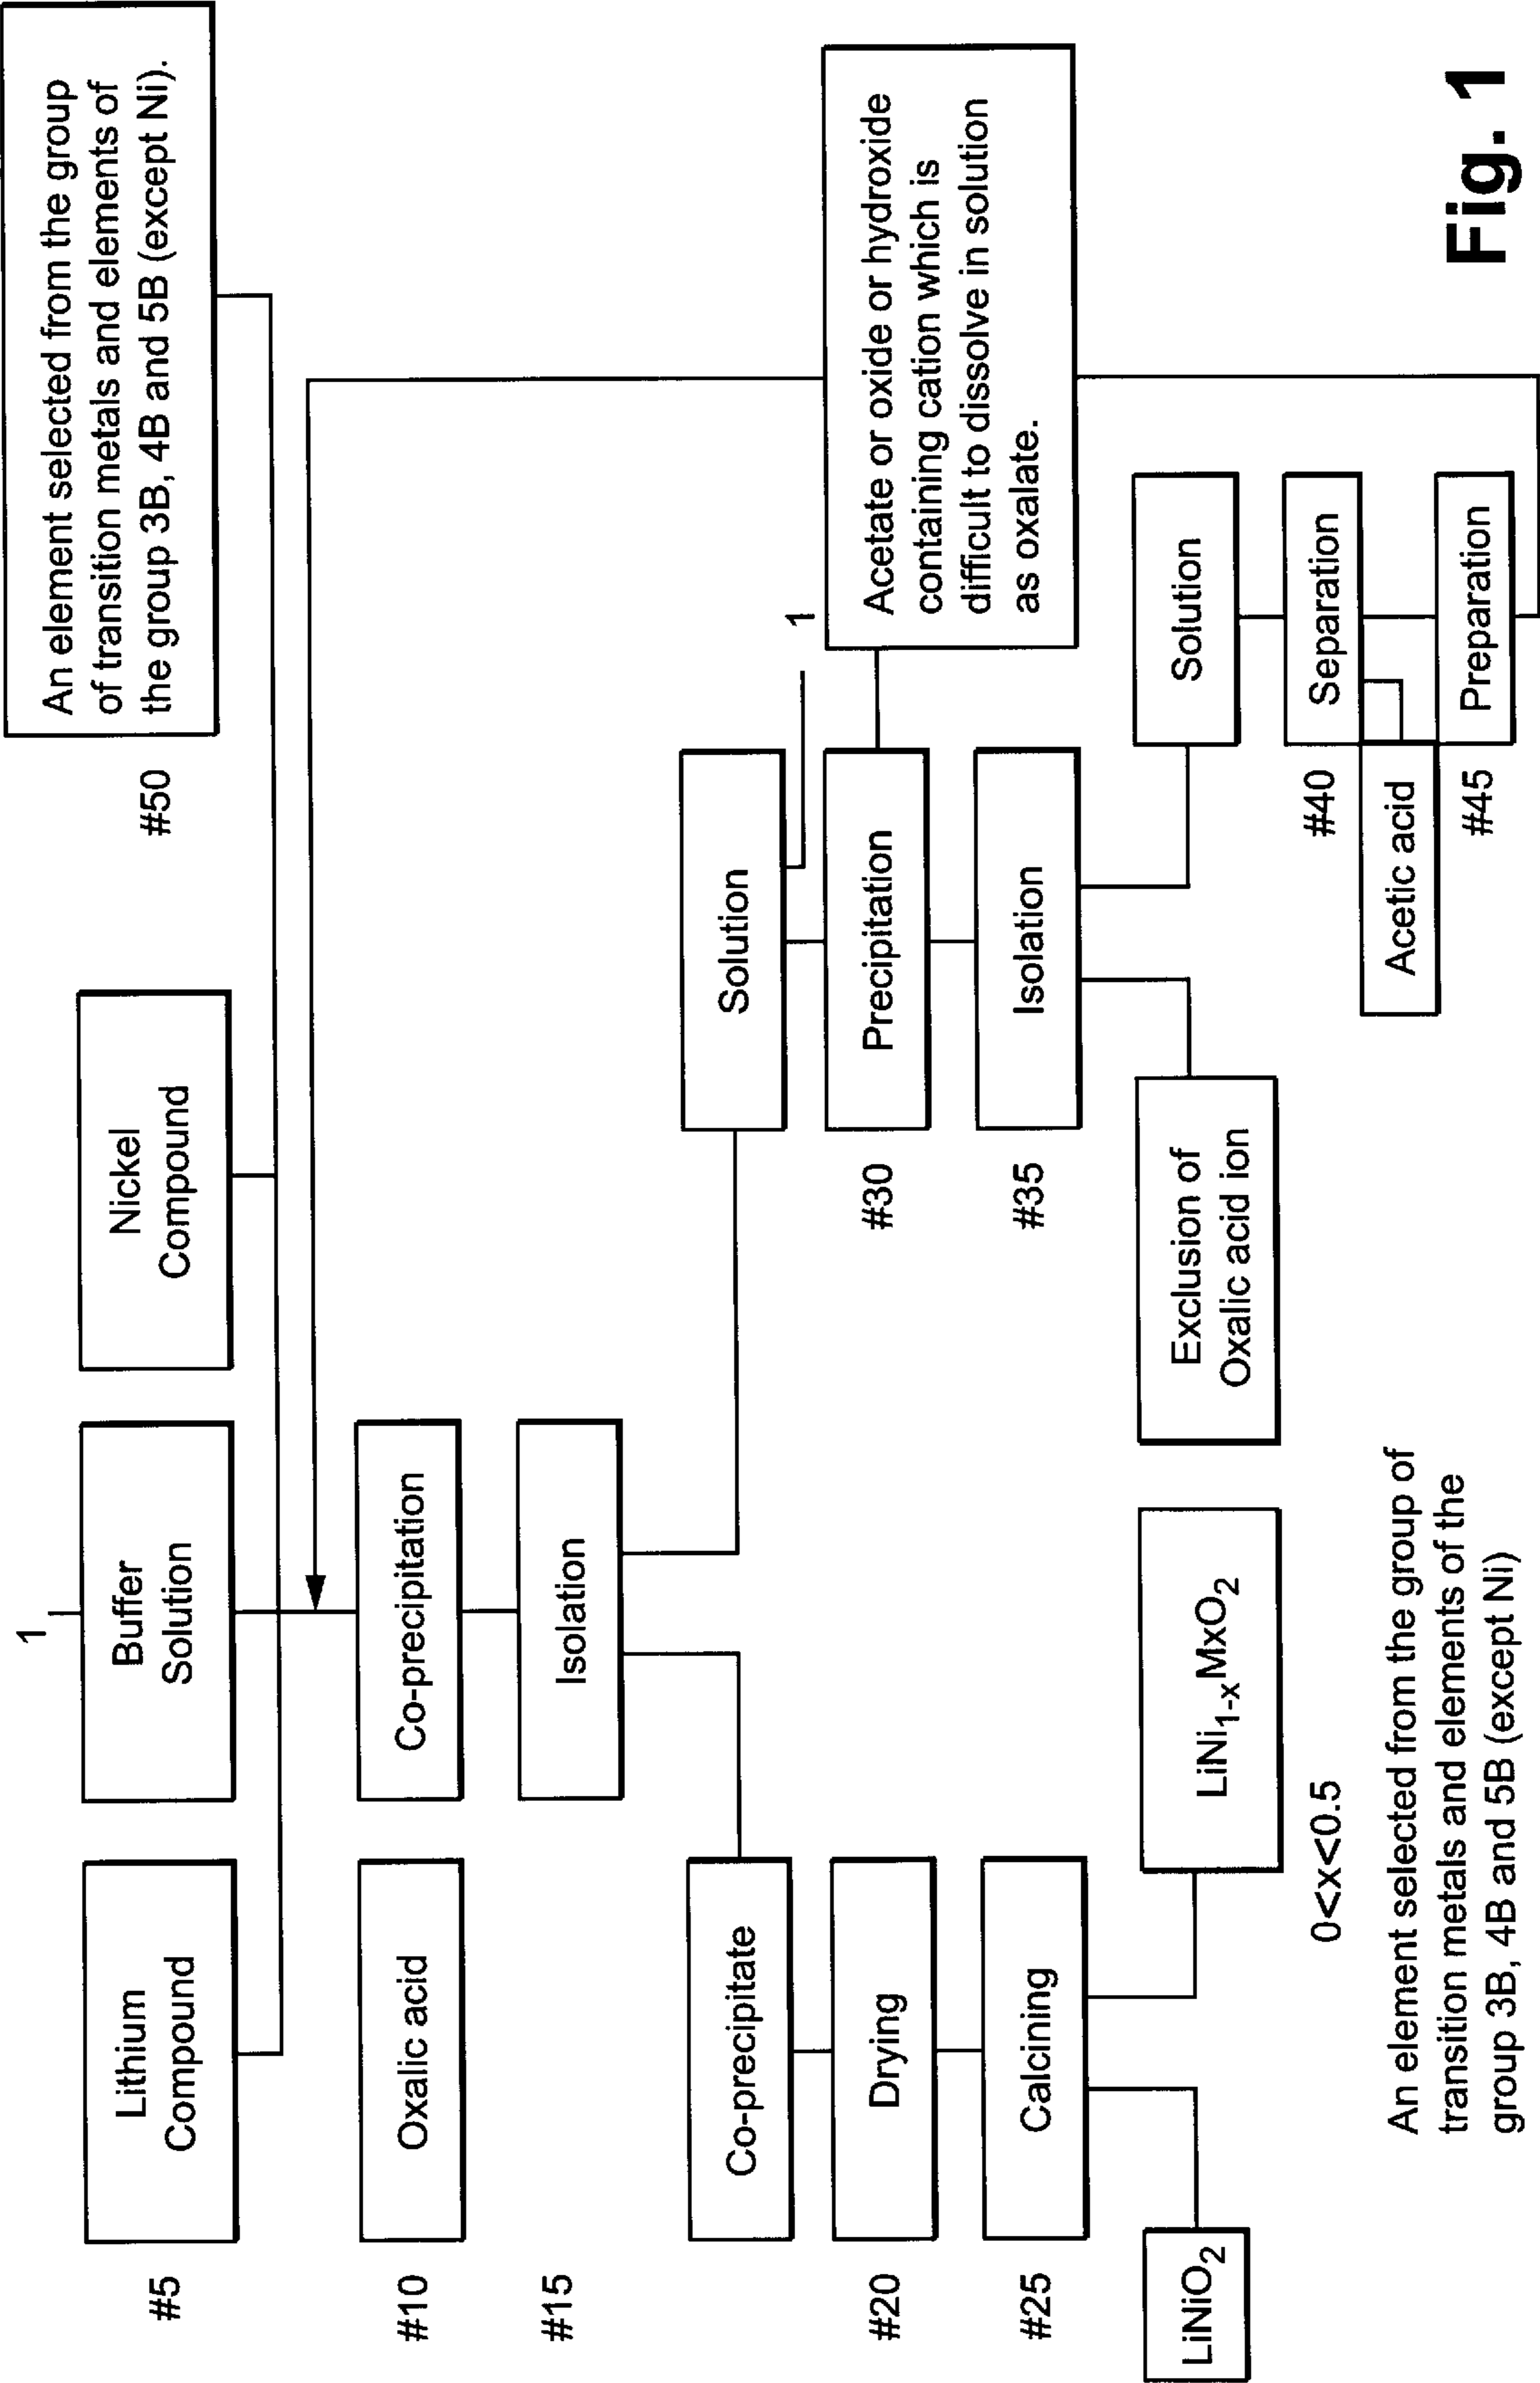 1
Lithium
Compound
Buffer
Solution
Nickel
Compound
An element selected from the group
of transition metals and elements of
the group 3B, 4B and 5B (except Ni).
#5
#50
Oxalic acid
Co-precipitation
#10
Isolation
#15
Co-precipitate
Solution
1
Drying
#20
Precipitation
#30
Acetate or oxide or hydroxide
containing cation which is
difficult to dissolve in solution
as oxalate.
Calcining
#25
Isolation
#35
LiNiO2
LiNi1-xMxO2
0<x<0.5
Exclusion of
Oxalic acid ion
Solution
Separation
#40
Acetic acid
Preparation
#45
An element selected from the group of
transition metals and elements of the
group 3B, 4B and 5B (except Ni)
Fig. 1